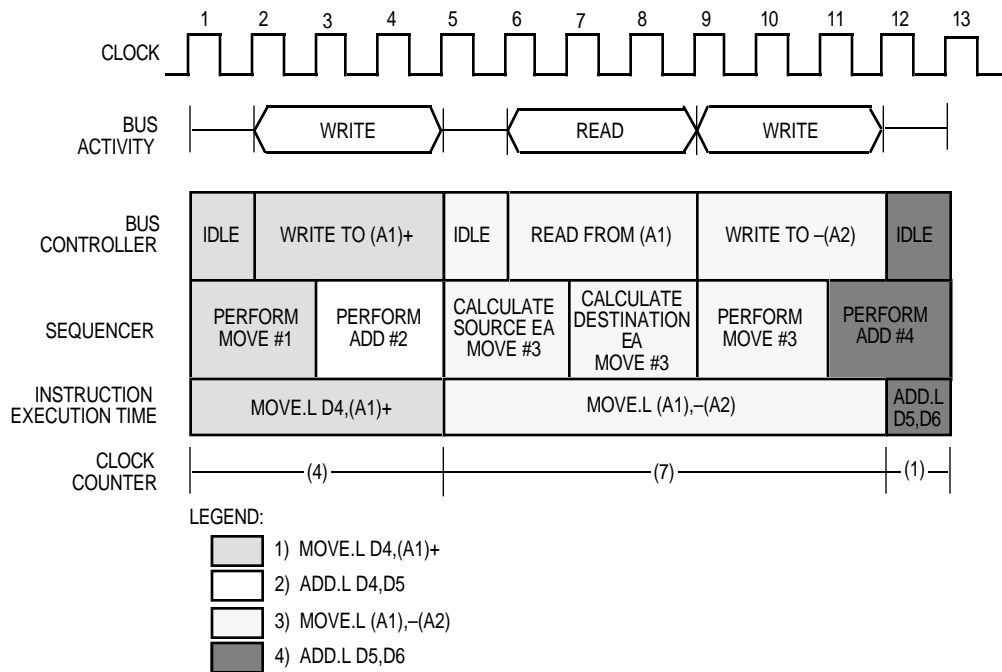 1 2 3 4 5 6 7 8 9 10 11 12 13
CLOCK
BUS
ACTIVITY
WRITE
READ
WRITE
BUS
CONTROLLER
IDLE
WRITE TO (A1)+
IDLE
READ FROM (A1)
WRITE TO –(A2)
IDLE
SEQUENCER
PERFORM
MOVE #1
PERFORM
ADD #2
CALCULATE
SOURCE EA
MOVE #3
CALCULATE
DESTINATION
EA
MOVE #3
PERFORM
MOVE #3
PERFORM
ADD #4
INSTRUCTION
EXECUTION TIME
MOVE.L D4,(A1)+
MOVE.L (A1),–(A2)
ADD.L
D5,D6
CLOCK
COUNTER
(4)
(7)
(1)
LEGEND:
1) MOVE.L D4,(A1)+
2) ADD.L D4,D5
3) MOVE.L (A1),–(A2)
4) ADD.L D5,D6